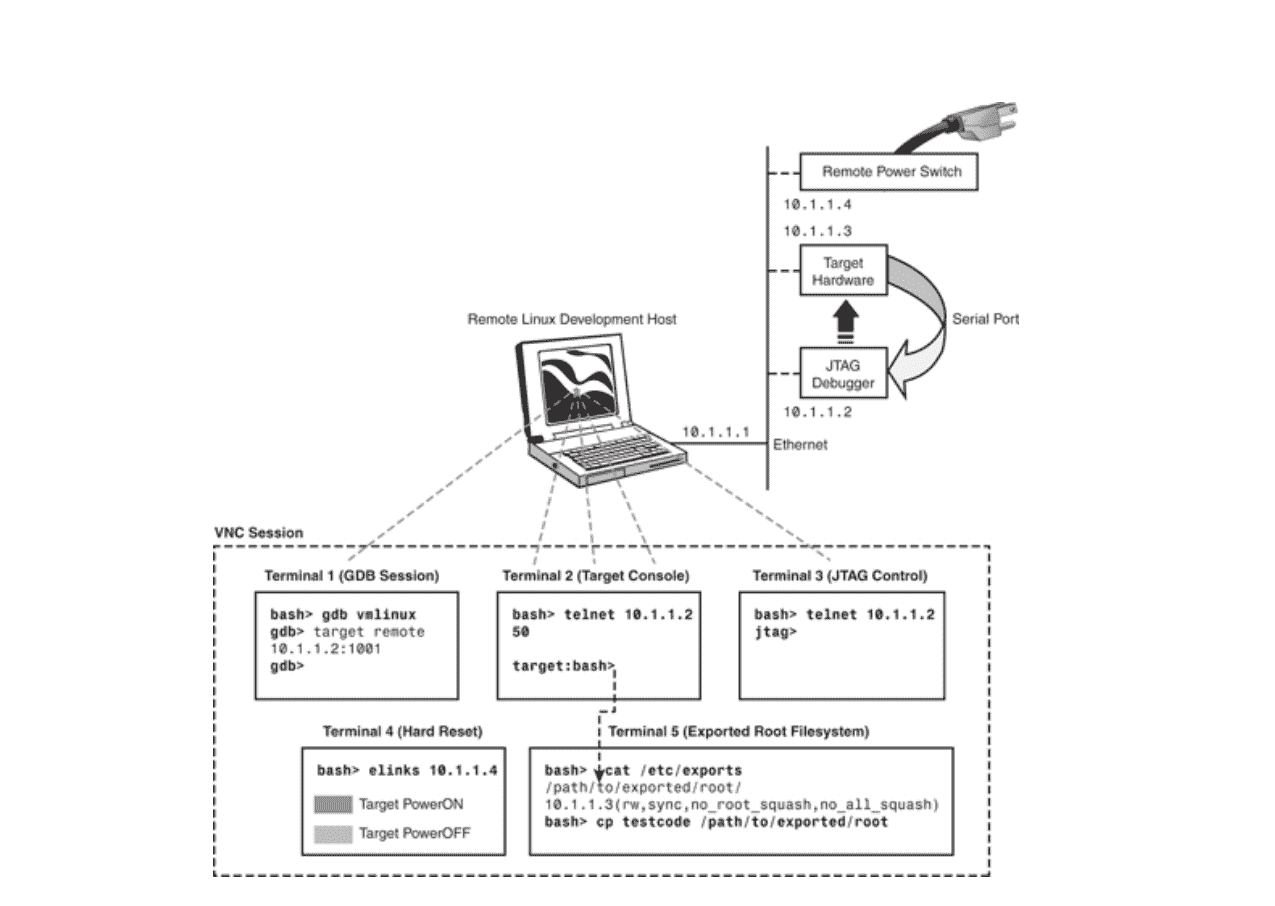 Remote Power Switch
10.1.1.4
10.1.1.3
Target
Hardware
Remote Linux Development Host
Serial Port
JTAG
Debugger
10.1.1.2
10.1.1.1
Ethernet
VNC Session
Terminal 1 (GDB Session)
bash> gdb vmlinux
gdb> target remote
10.1.1.2:1001
gdb>
Terminal 2 (Target Console)
bash> telnet 10.1.1.2
50
target:bash>
Terminal 3 (JTAG Control)
bash> telnet 10.1.1.2
jtag>
Terminal 4 (Hard Reset)
bash> elinks 10.1.1.4
Target PowerON
Target PowerOFF
Terminal 5 (Exported Root Filesystem)
bash> cat /etc/exports
/path/to/exported/root/
10.1.1.3(rw,sync,no_root_squash,no_all_squash)
bash> cp testcode /path/to/exported/root